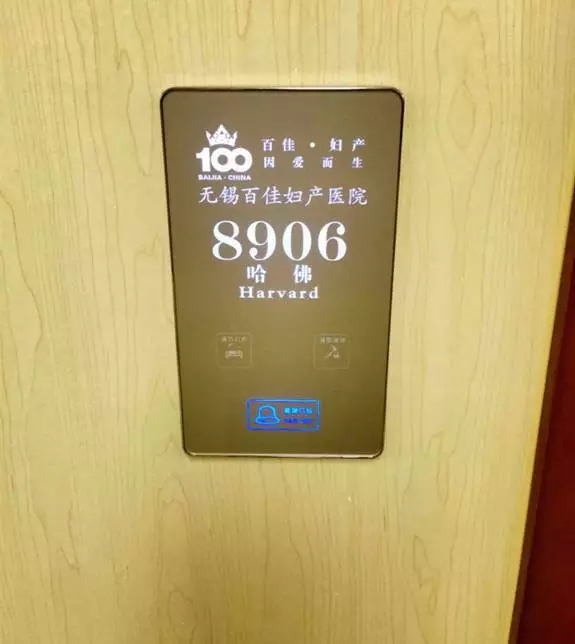 100
BAIJIA · CHINA
百佳 · 妇产
因爱而生
无锡百佳妇产医院
8906
哈佛
Harvard